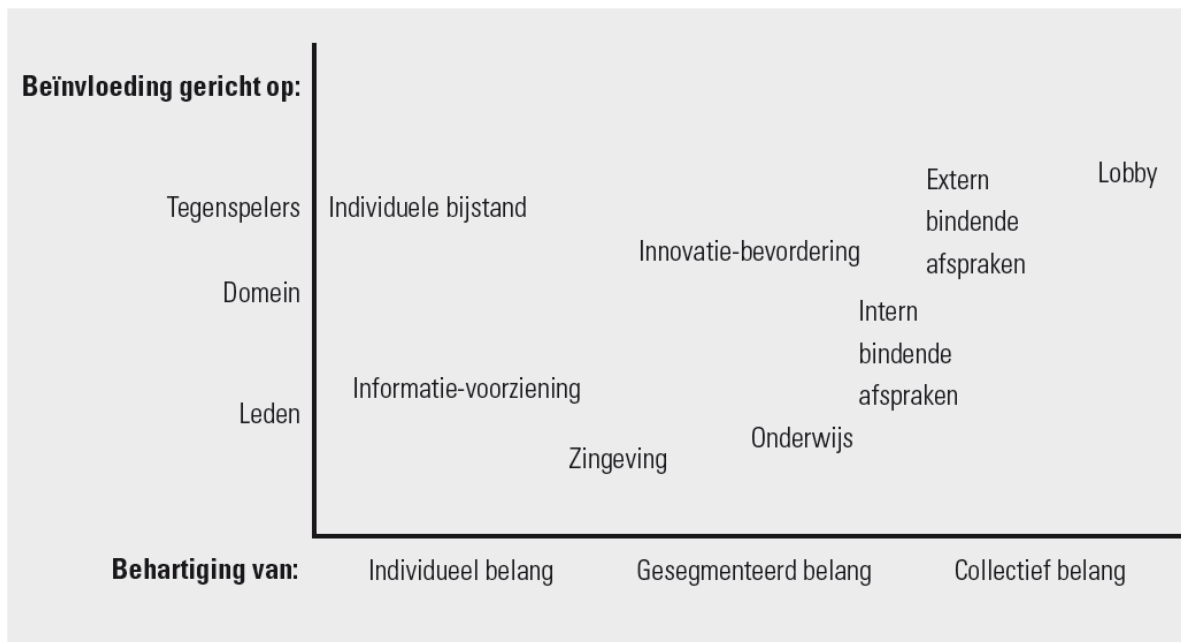 Beïnvloeding gericht op:
Tegenspelers
Domein
Leden
Individuele bijstand
Innovatie-bevordering
Extern
bindende
afspraken
Lobby
Intern
bindende
afspraken
Informatie-voorziening
Onderwijs
Zingeving
Behartiging van:
Individueel belang
Gesegmenteerd belang
Collectief belang